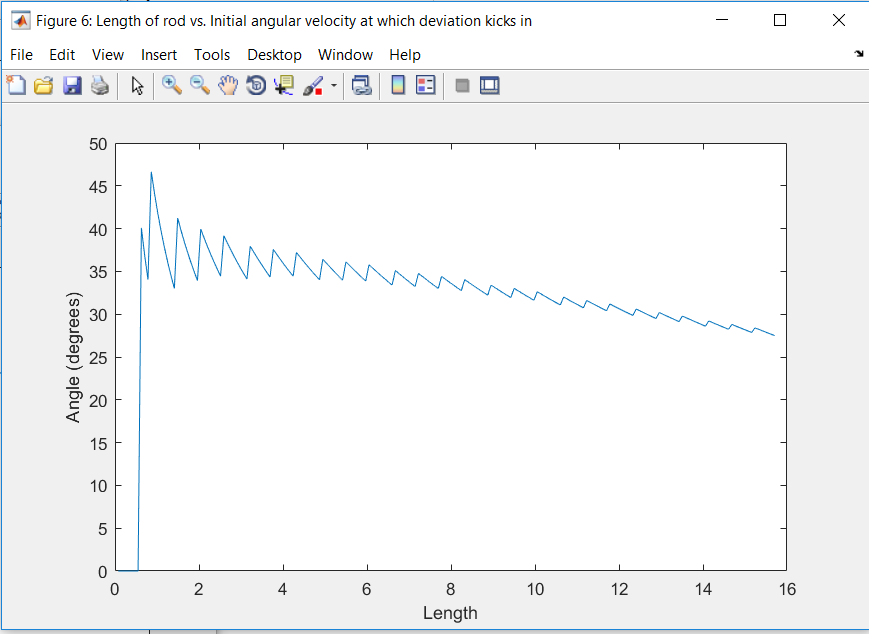 Figure 6: Length of rod vs. Initial angular velocity at which deviation kicks in
File Edit View Insert Tools Desktop Window Help
50
45
40
35
30
25
20
15
10
5
0
Angle (degrees)
0 2 4 6 8 10 12 14 16
Length